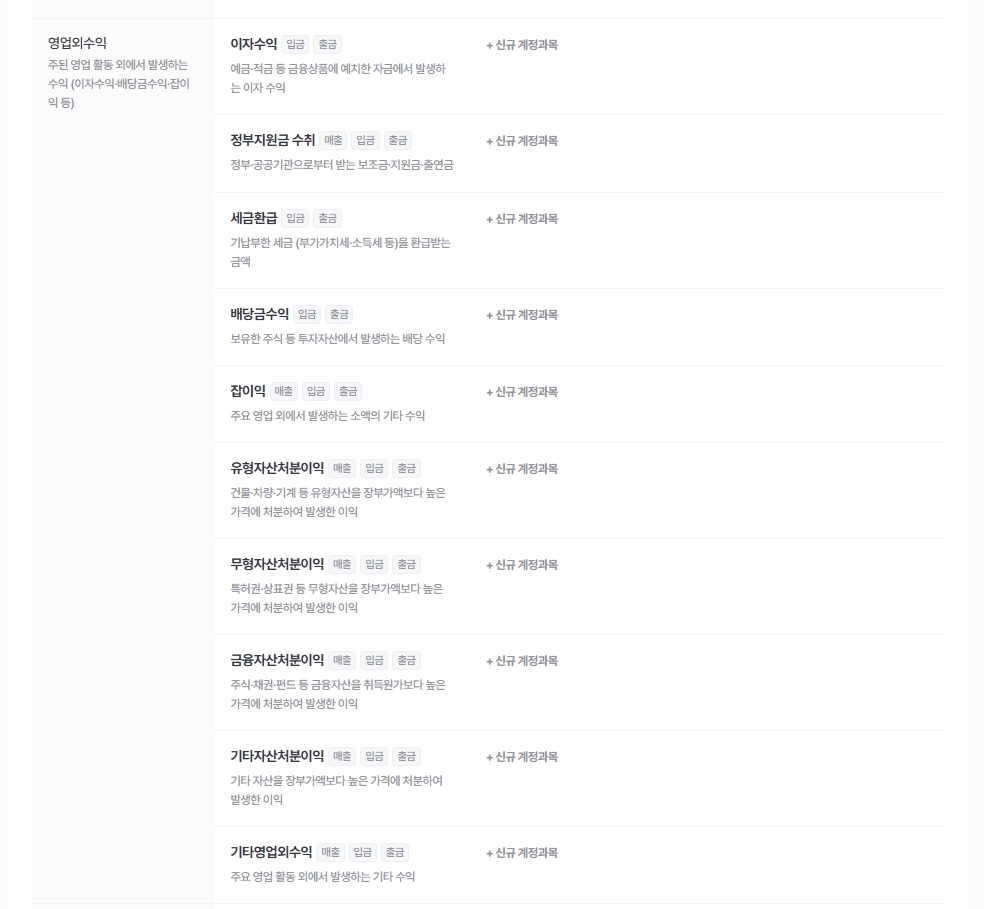 영업외수익
주된 영업 활동 외에서 발생하는
수익 (이자수익·배당금수익·잡이
익 등)
이자수익 입금 출금
+ 신규 계정과목
예금·적금 등 금융상품에 예치한 자금에서 발생하
는 이자 수익
정부지원금 수취 매출 입금 출금
+ 신규 계정과목
정부·공공기관으로부터 받는 보조금·지원금·출연금
세금환급 입금 출금
+ 신규 계정과목
기납부한 세금 (부가가치세·소득세 등)을 환급받는
금액
배당금수익 입금 출금
+ 신규 계정과목
보유한 주식 등 투자자산에서 발생하는 배당 수익
잡이익 매출 입금 출금
+ 신규 계정과목
주요 영업 외에서 발생하는 소액의 기타 수익
유형자산처분이익 매출 입금 출금
+ 신규 계정과목
건물·차량·기계 등 유형자산을 장부가액보다 높은
가격에 처분하여 발생한 이익
무형자산처분이익 매출 입금 출금
+ 신규 계정과목
특허권·상표권 등 무형자산을 장부가액보다 높은
가격에 처분하여 발생한 이익
금융자산처분이익 매출 입금 출금
+ 신규 계정과목
주식·채권·펀드 등 금융자산을 취득원가보다 높은
가격에 처분하여 발생한 이익
기타자산처분이익 매출 입금 출금
+ 신규 계정과목
기타 자산을 장부가액보다 높은 가격에 처분하여
발생한 이익
기타영업외수익 매출 입금 출금
+ 신규 계정과목
주요 영업 활동 외에서 발생하는 기타 수익